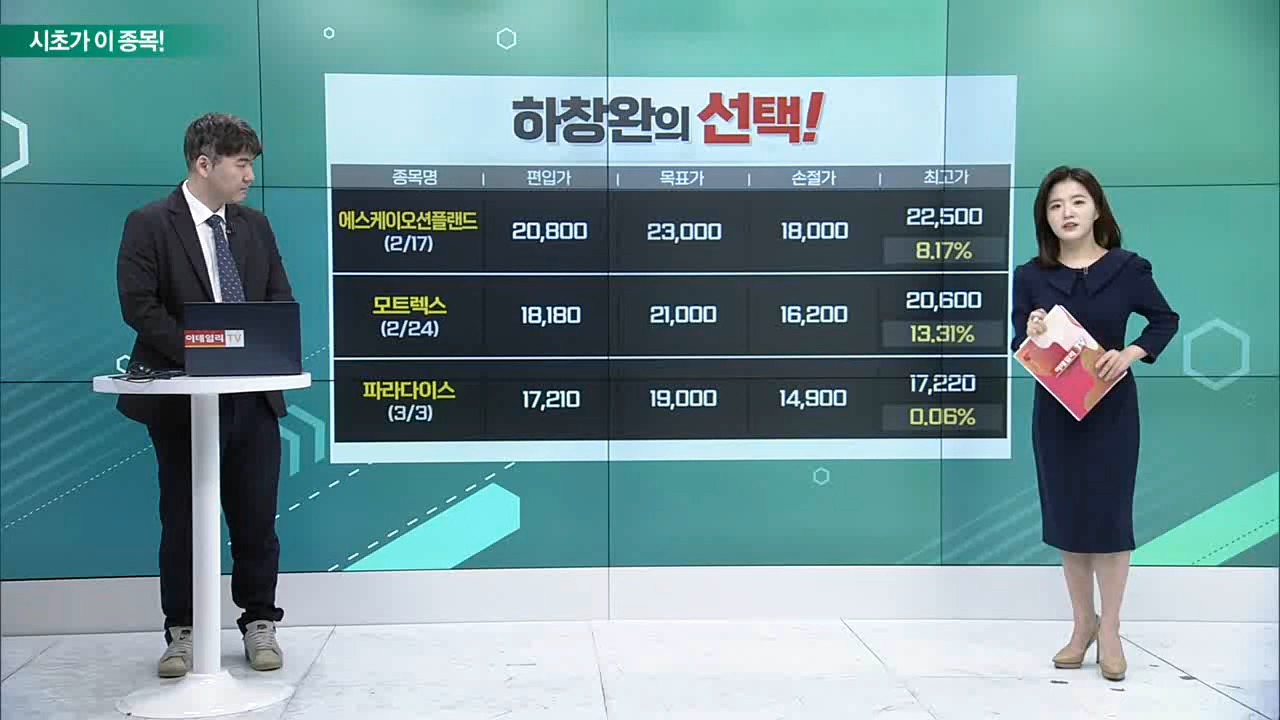 시초가 이 종목!
하창완의 선택!
종목명 | 편입가 | 목표가 | 손절가 | 최고가
에스케이오션플랜드 20,800 23,000 18,000 22,500
(2/17) 8.17%
모트렉스 18,180 21,000 16,200 20,600
(2/24) 13.31%
파라다이스 17,210 19,000 14,900 17,220
(3/3) 0.06%
이데일리 TV